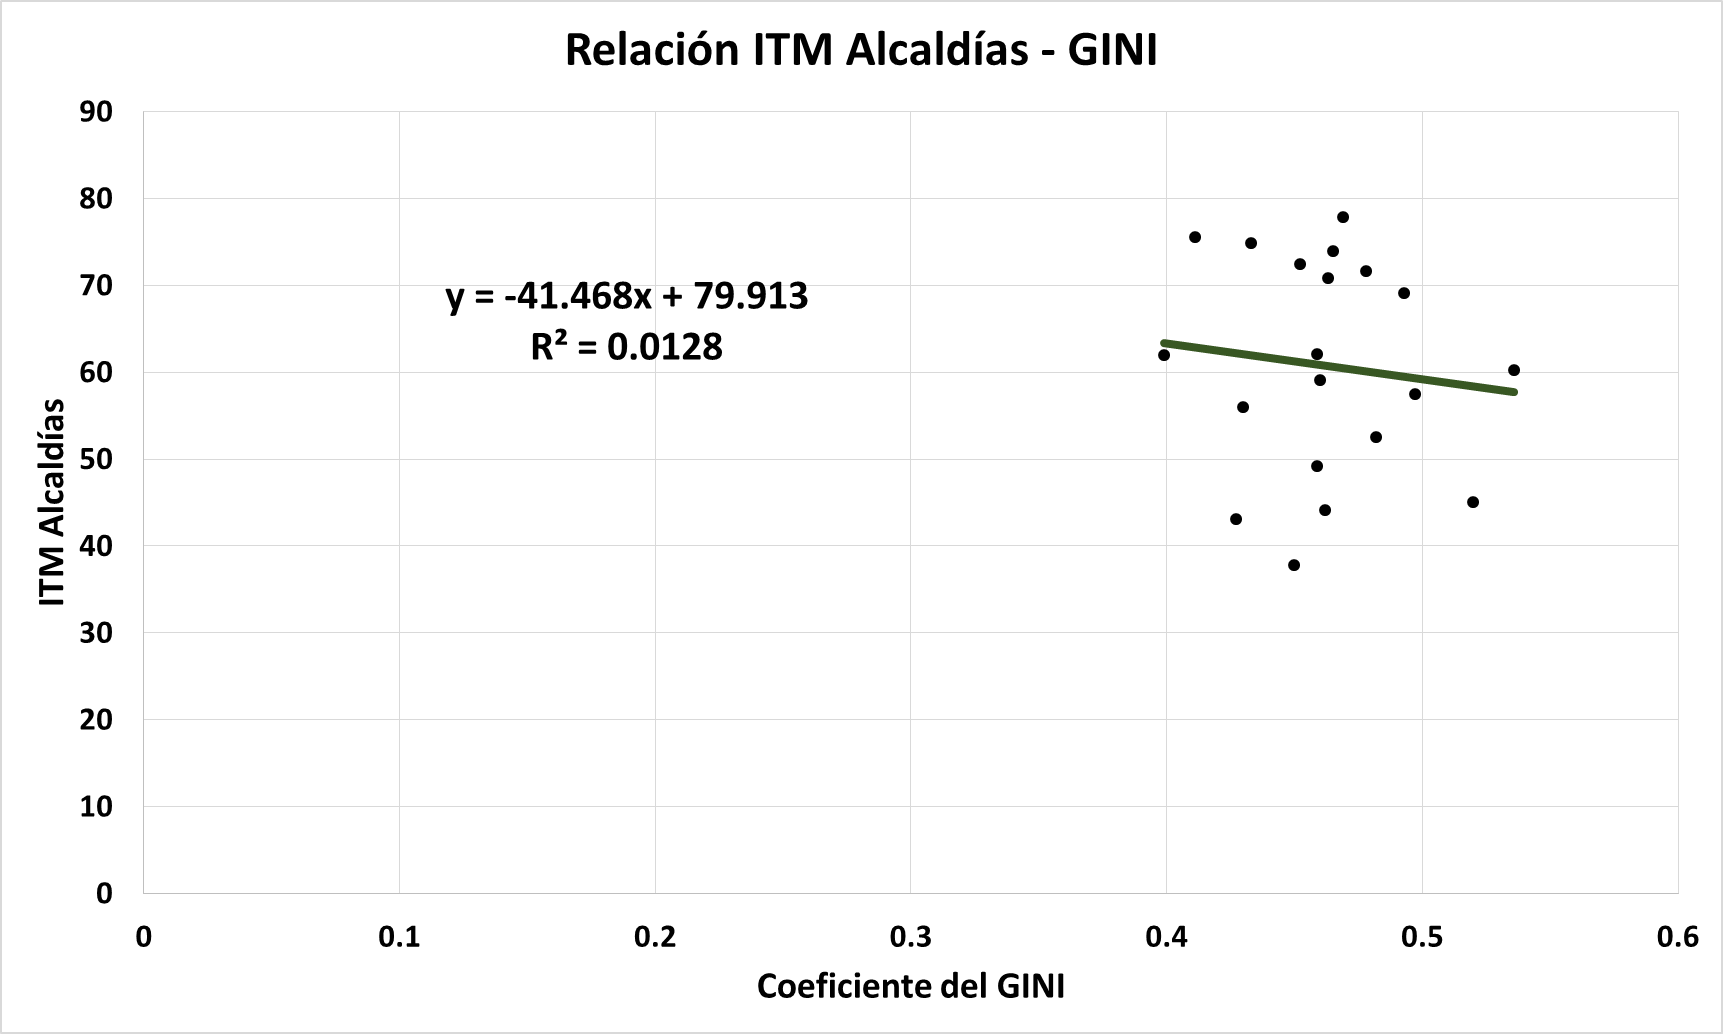 Relación ITM Alcaldías - GINI
90
80
70
60
50
40
30
20
10
0
ITM Alcaldías
y = -41.468x + 79.913
R² = 0.0128
0 0.1 0.2 0.3 0.4 0.5 0.6
Coeficiente del GINI